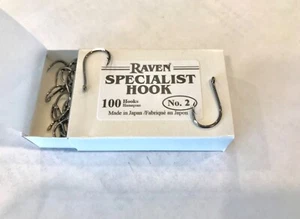 RAVEN
SPECIALIST
HOOK
100 Hooks
Hameçons
No. 2
Made in Japan/Fabriqué au Japon